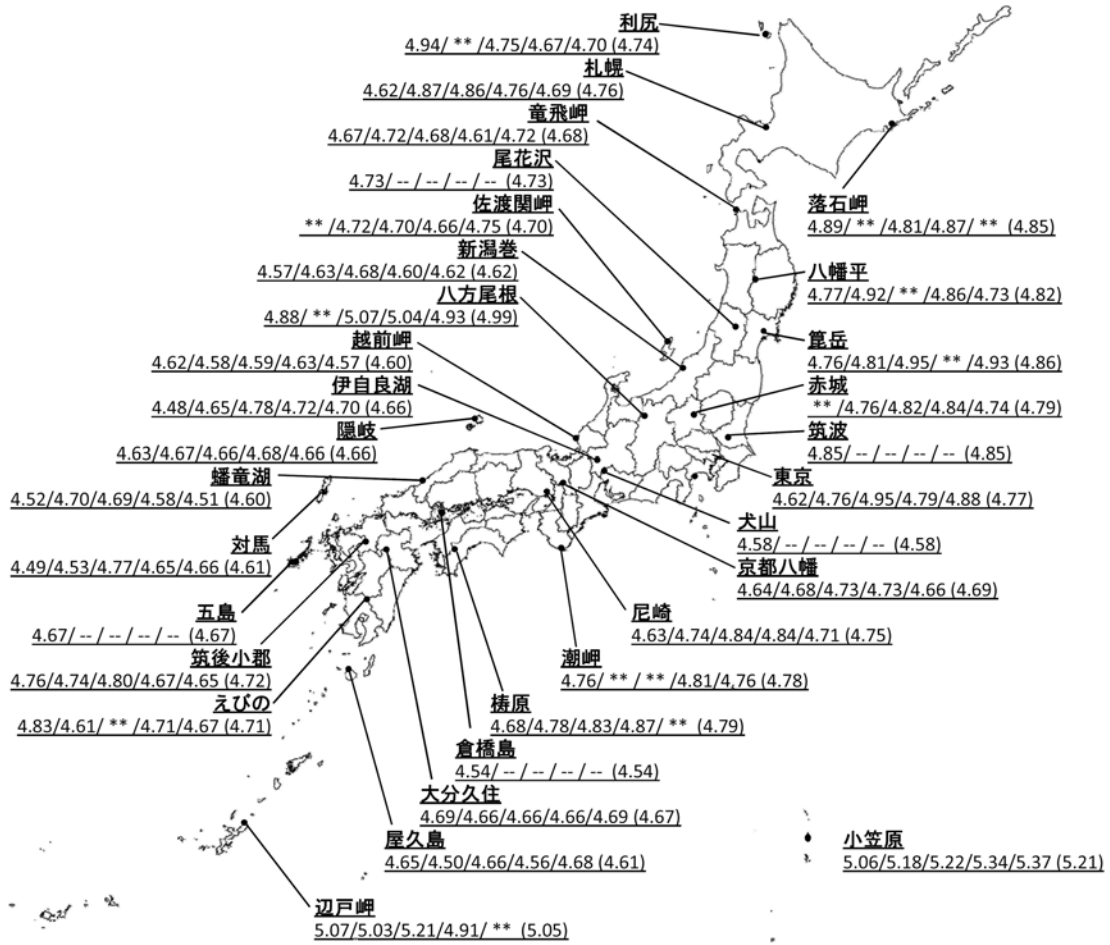 利尻
4.94/ ** /4.75/4.67/4.70 (4.74)
札幌
4.62/4.87/4.86/4.76/4.69 (4.76)
竜飛岬
4.67/4.72/4.68/4.61/4.72 (4.68)
尾花沢
4.73/ -- / -- / -- / -- (4.73)
佐渡関岬
** /4.72/4.70/4.66/4.75 (4.70)
新潟巻
4.57/4.63/4.68/4.60/4.62 (4.62)
八方尾根
4.88/ ** /5.07/5.04/4.93 (4.99)
越前岬
4.62/4.58/4.59/4.63/4.57 (4.60)
伊自良湖
4.48/4.65/4.78/4.72/4.70 (4.66)
隠岐
4.63/4.67/4.66/4.68/4.66 (4.66)
蟠竜湖
4.52/4.70/4.69/4.58/4.51 (4.60)
対馬
4.49/4.53/4.77/4.65/4.66 (4.61)
五島
4.67/ -- / -- / -- / -- (4.67)
筑後小郡
4.76/4.74/4.80/4.67/4.65 (4.72)
えびの
4.83/4.61/ ** /4.71/4.67 (4.71)
落石岬
4.89/ ** /4.81/4.87/ ** (4.85)
八幡平
4.77/4.92/ ** /4.86/4.73 (4.82)
箟岳
4.76/4.81/4.95/ ** /4.93 (4.86)
赤城
** /4.76/4.82/4.84/4.74 (4.79)
筑波
4.85/ -- / -- / -- / -- (4.85)
東京
4.62/4.76/4.95/4.79/4.88 (4.77)
犬山
4.58/ -- / -- / -- / -- (4.58)
京都八幡
4.64/4.68/4.73/4.73/4.66 (4.69)
尼崎
4.63/4.74/4.84/4.84/4.71 (4.75)
潮岬
4.76/ ** / ** /4.81/4.76 (4.78)
梼原
4.68/4.78/4.83/4.87/ ** (4.79)
倉橋島
4.54/ -- / -- / -- / -- (4.54)
大分久住
4.69/4.66/4.66/4.66/4.69 (4.67)
屋久島
4.65/4.50/4.66/4.56/4.68 (4.61)
小笠原
5.06/5.18/5.22/5.34/5.37 (5.21)
辺戸岬
5.07/5.03/5.21/4.91/ ** (5.05)